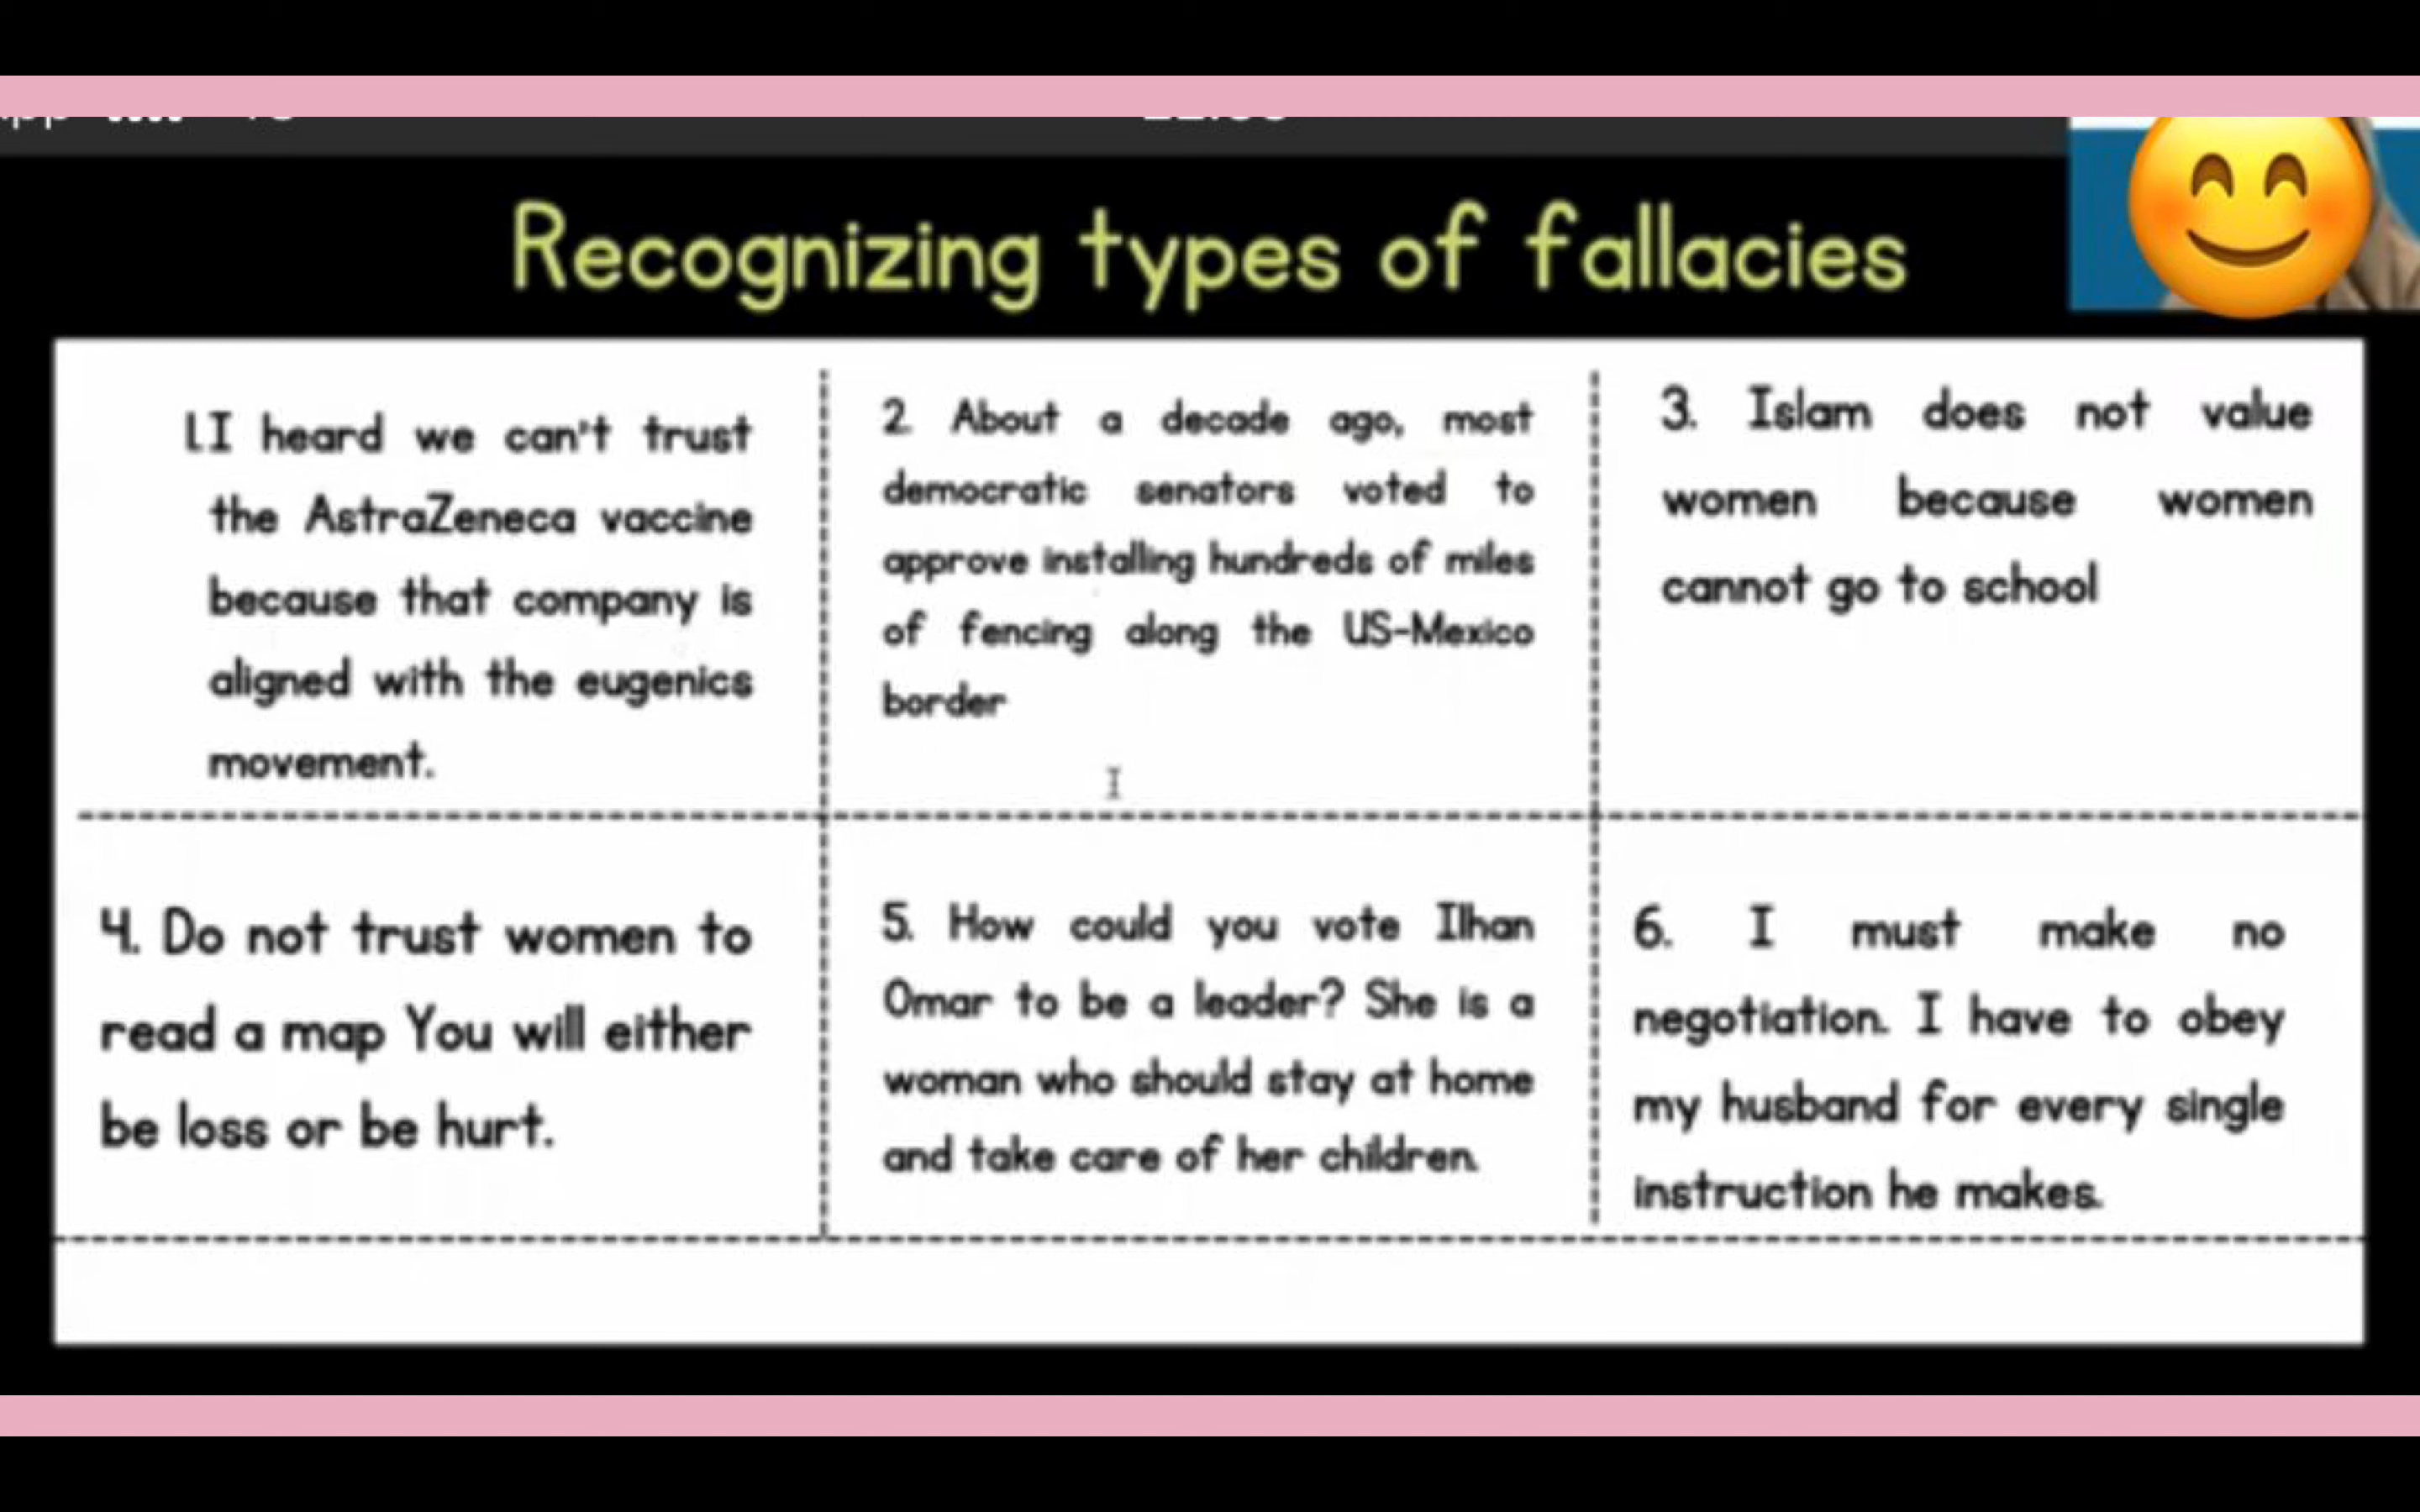 Recognizing types of fallacies
1.I heard we can't trust
the AstraZeneca vaccine
because that company is
aligned with the eugenics
movement.
2. About a decade ago, most
democratic senators voted to
approve installing hundreds of miles
of fencing along the US-Mexico
border
3. Islam does not value
women because women
cannot go to school
4. Do not trust women to
read a map You will either
be loss or be hurt.
5. How could you vote Ilhan
Omar to be a leader? She is a
woman who should stay at home
and take care of her children.
6. I must make no
negotiation. I have to obey
my husband for every single
instruction he makes.